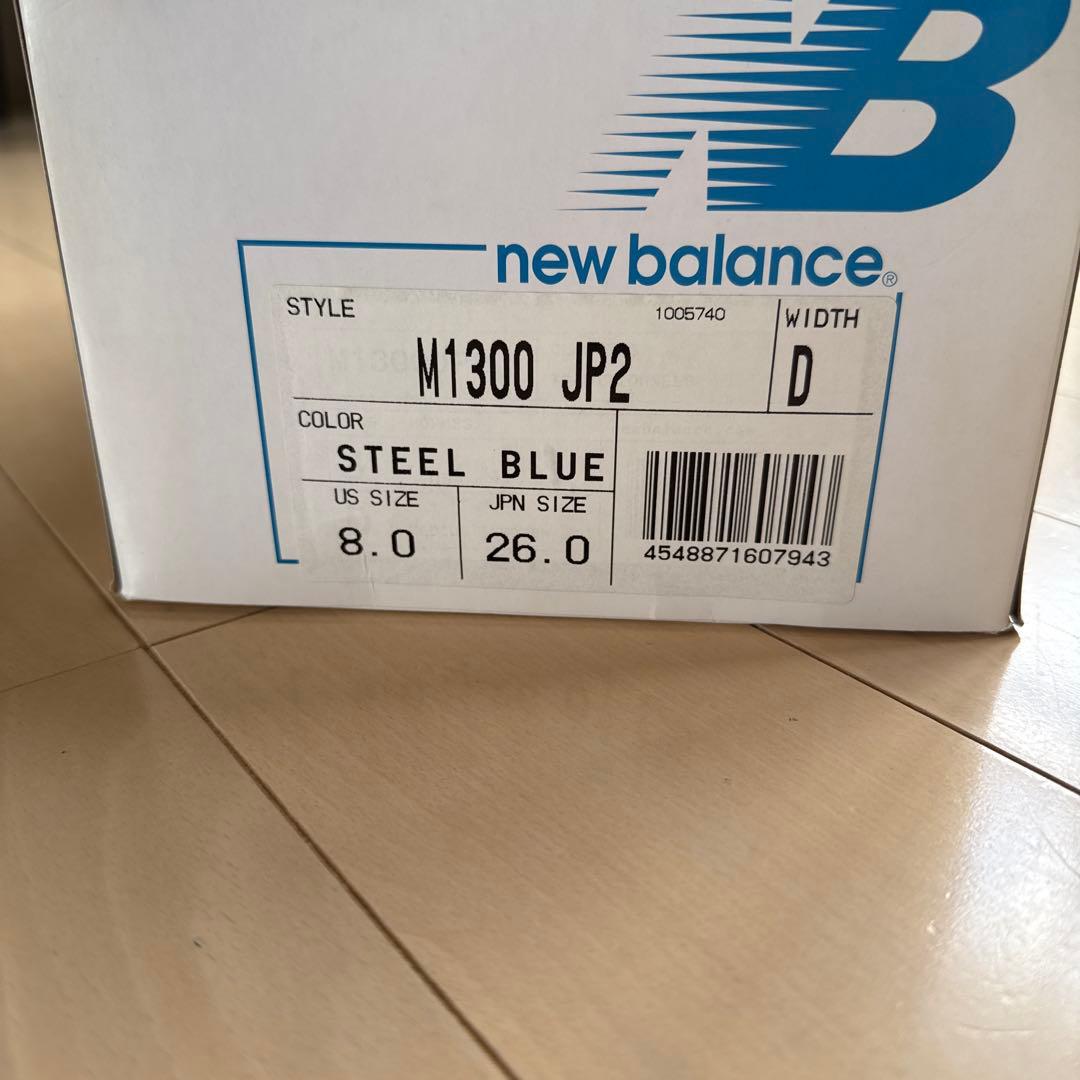 NB
new balance®
STYLE 1005740 WIDTH
M1300 JP2 D
COLOR
STEEL BLUE
US SIZE JPN SIZE
8.0 26.0
4548871607943